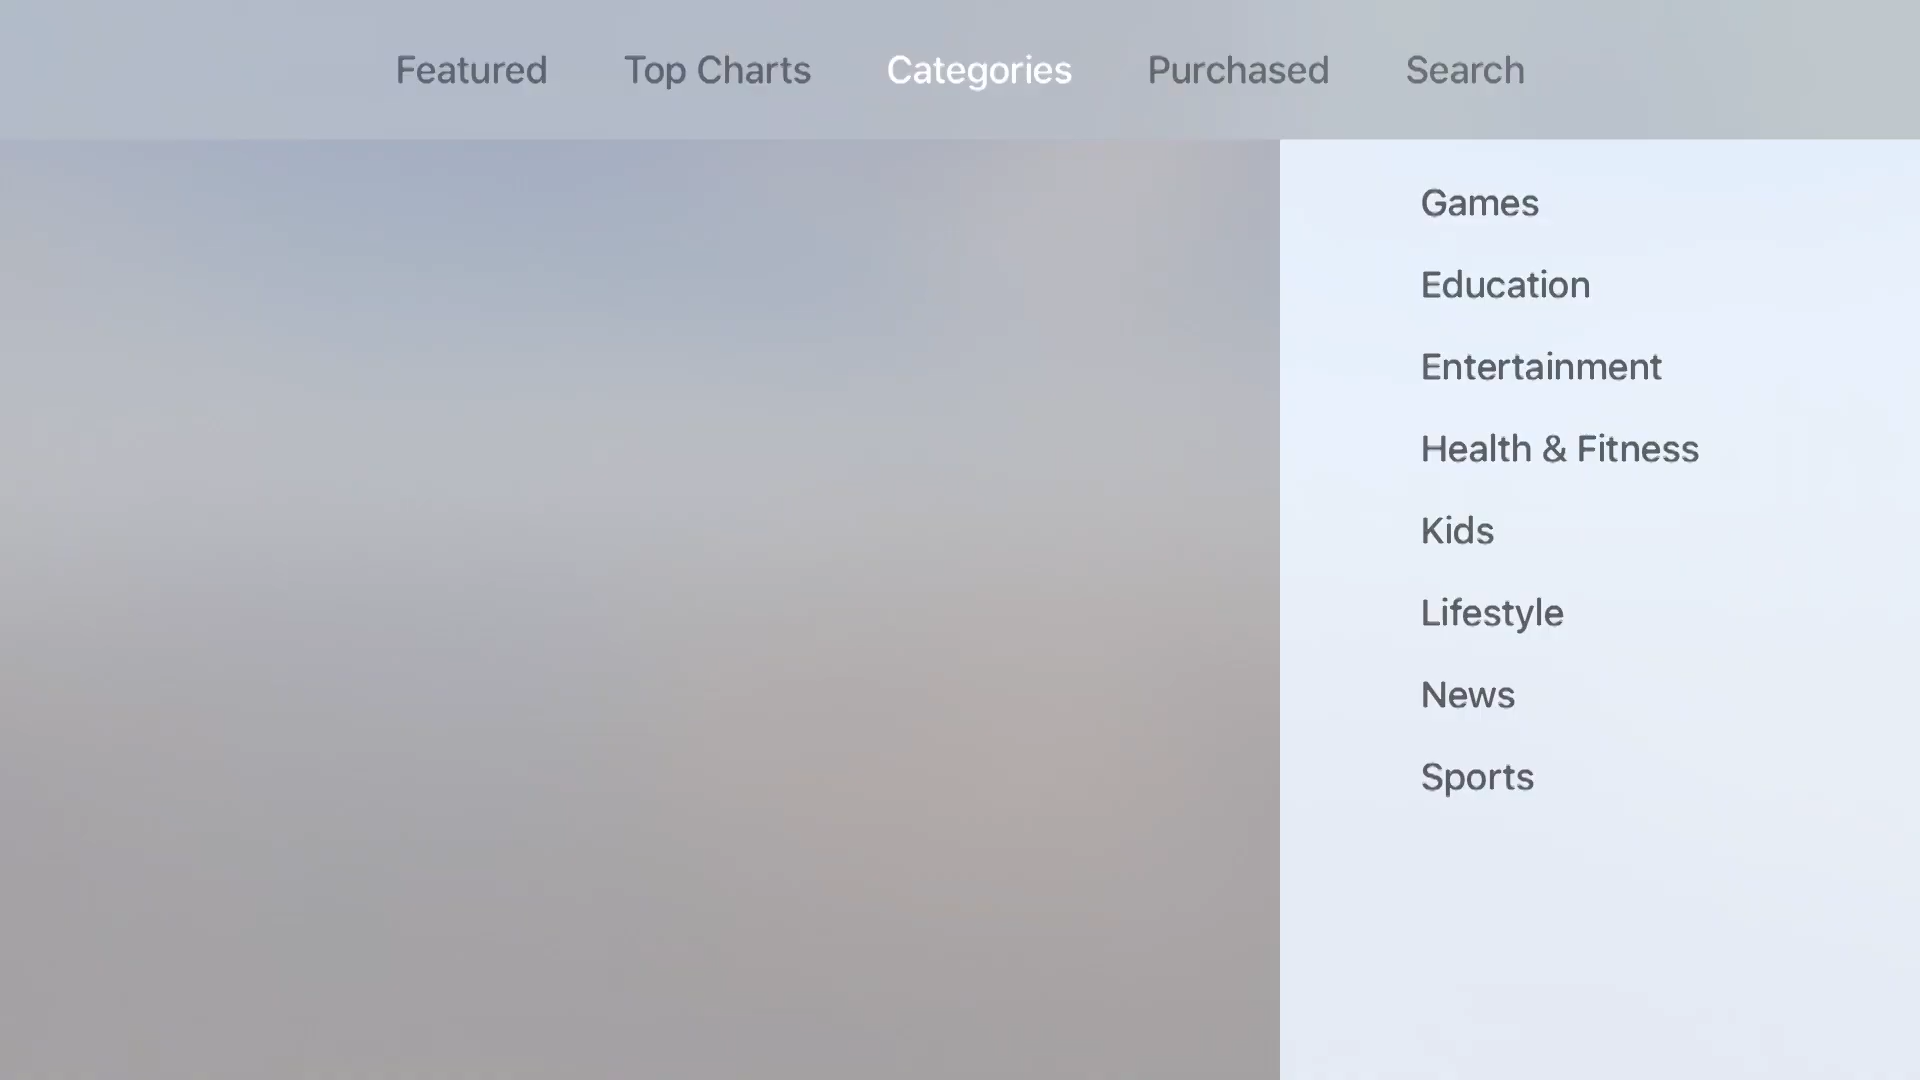 Featured Top Charts Categories Purchased Search
Games
Education
Entertainment
Health & Fitness
Kids
Lifestyle
News
Sports